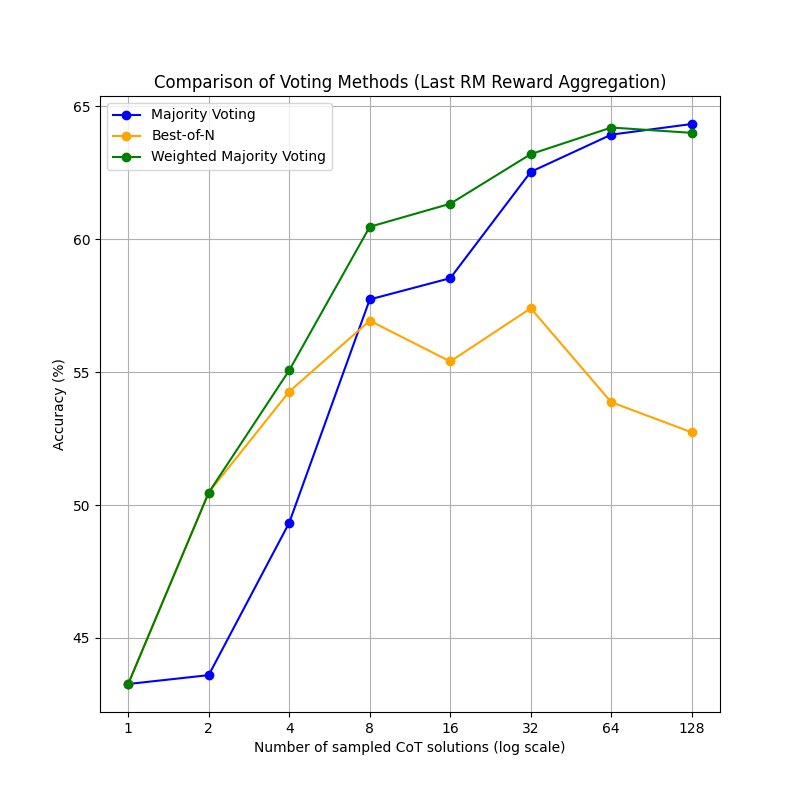 Comparison of Voting Methods (Last RM Reward Aggregation)
Majority Voting
Best-of-N
Weighted Majority Voting
65
60
55
50
45
Accuracy (%)
1 2 4 8 16 32 64 128
Number of sampled CoT solutions (log scale)